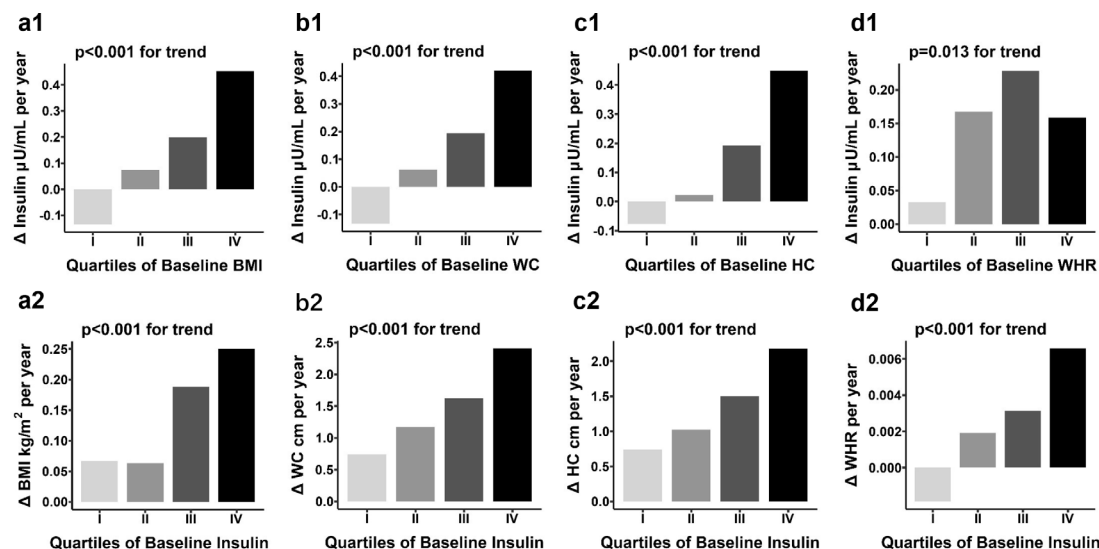 a1
p<0.001 for trend
Δ Insulin μU/mL per year
0.4
0.3
0.2
0.1
0.0
-0.1
I
II
III
IV
Quartiles of Baseline BMI
b1
p<0.001 for trend
Δ Insulin μU/mL per year
0.4
0.3
0.2
0.1
0.0
-0.1
I
II
III
IV
Quartiles of Baseline WC
c1
p<0.001 for trend
Δ Insulin μU/mL per year
0.4
0.3
0.2
0.1
0.0
-0.1
I
II
III
IV
Quartiles of Baseline HC
d1
p=0.013 for trend
Δ Insulin μU/mL per year
0.20
0.15
0.10
0.05
0.00
I
II
III
IV
Quartiles of Baseline WHR
a2
p<0.001 for trend
Δ BMI kg/m² per year
0.25
0.20
0.15
0.10
0.05
0.00
I
II
III
IV
Quartiles of Baseline Insulin
b2
p<0.001 for trend
Δ WC cm per year
2.5
2.0
1.5
1.0
0.5
0.0
I
II
III
IV
Quartiles of Baseline Insulin
c2
p<0.001 for trend
Δ HC cm per year
2.0
1.5
1.0
0.5
0.0
I
II
III
IV
Quartiles of Baseline Insulin
d2
p<0.001 for trend
Δ WHR per year
0.006
0.004
0.002
0.000
I
II
III
IV
Quartiles of Baseline Insulin